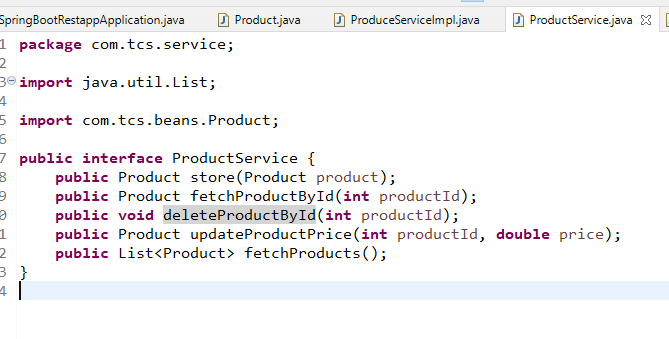 SpringBootRestappApplication.java Product.java ProduceServiceImpl.java ProductService.java
1 package com.tcs.service;
2
3 import java.util.List;
4
5 import com.tcs.beans.Product;
6
7 public interface ProductService {
8 public Product store(Product product);
9 public Product fetchProductById(int productId);
0 public void deleteProductById(int productId);
1 public Product updateProductPrice(int productId, double price);
2 public List<Product> fetchProducts();
3 }
4